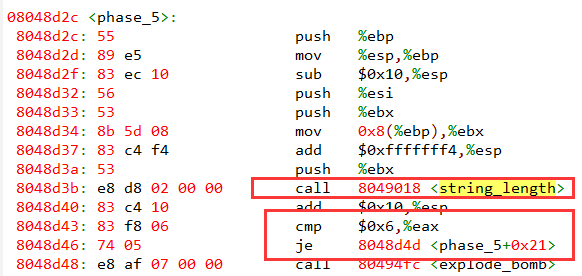 08048d2c <phase_5>:
8048d2c: 55 push %ebp
8048d2d: 89 e5 mov %esp,%ebp
8048d2f: 83 ec 10 sub $0x10,%esp
8048d32: 56 push %esi
8048d33: 53 push %ebx
8048d34: 8b 5d 08 mov 0x8(%ebp),%ebx
8048d37: 83 c4 f4 add $0xfffffff4,%esp
8048d3a: 53 push %ebx
8048d3b: e8 d8 02 00 00 call 8049018 <string_length>
8048d40: 83 c4 10 add $0x10,%esp
8048d43: 83 f8 06 cmp $0x6,%eax
8048d46: 74 05 je 8048d4d <phase_5+0x21>
8048d48: e8 af 07 00 00 call 80494fc <explode_bomb>